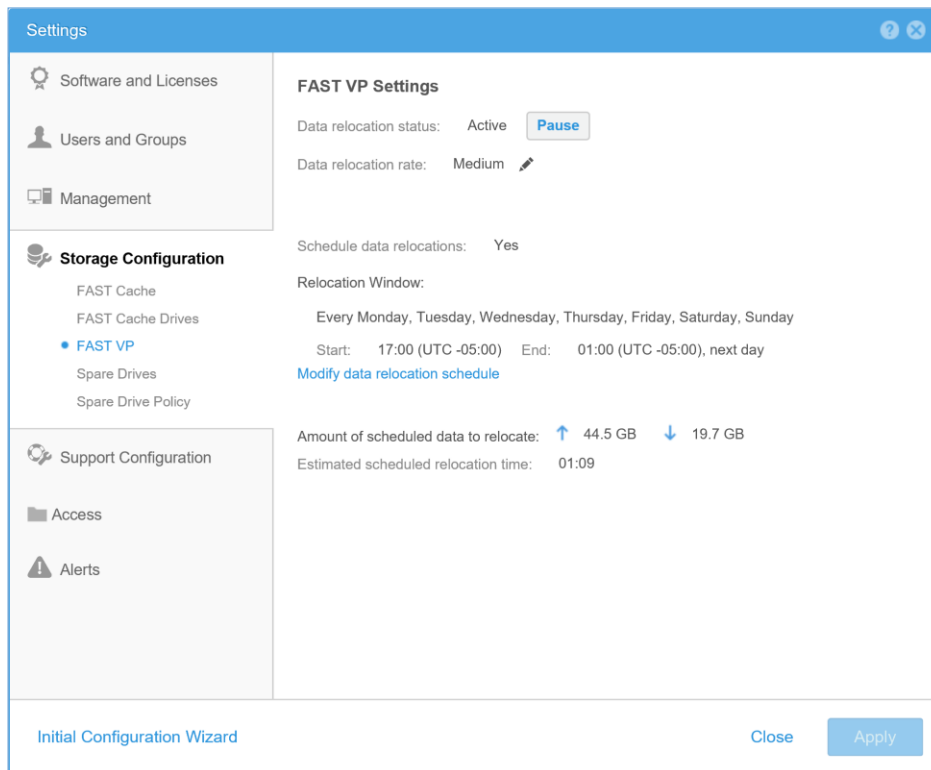 Settings
Software and Licenses
Users and Groups
Management
Storage Configuration
FAST Cache
FAST Cache Drives
FAST VP
Spare Drives
Spare Drive Policy
Support Configuration
Access
Alerts
FAST VP Settings
Data relocation status: Active Pause
Data relocation rate: Medium
Schedule data relocations: Yes
Relocation Window:
Every Monday, Tuesday, Wednesday, Thursday, Friday, Saturday, Sunday
Start: 17:00 (UTC -05:00) End: 01:00 (UTC -05:00), next day
Modify data relocation schedule
Amount of scheduled data to relocate: ↑ 44.5 GB ↓ 19.7 GB
Estimated scheduled relocation time: 01:09
Initial Configuration Wizard Close Apply